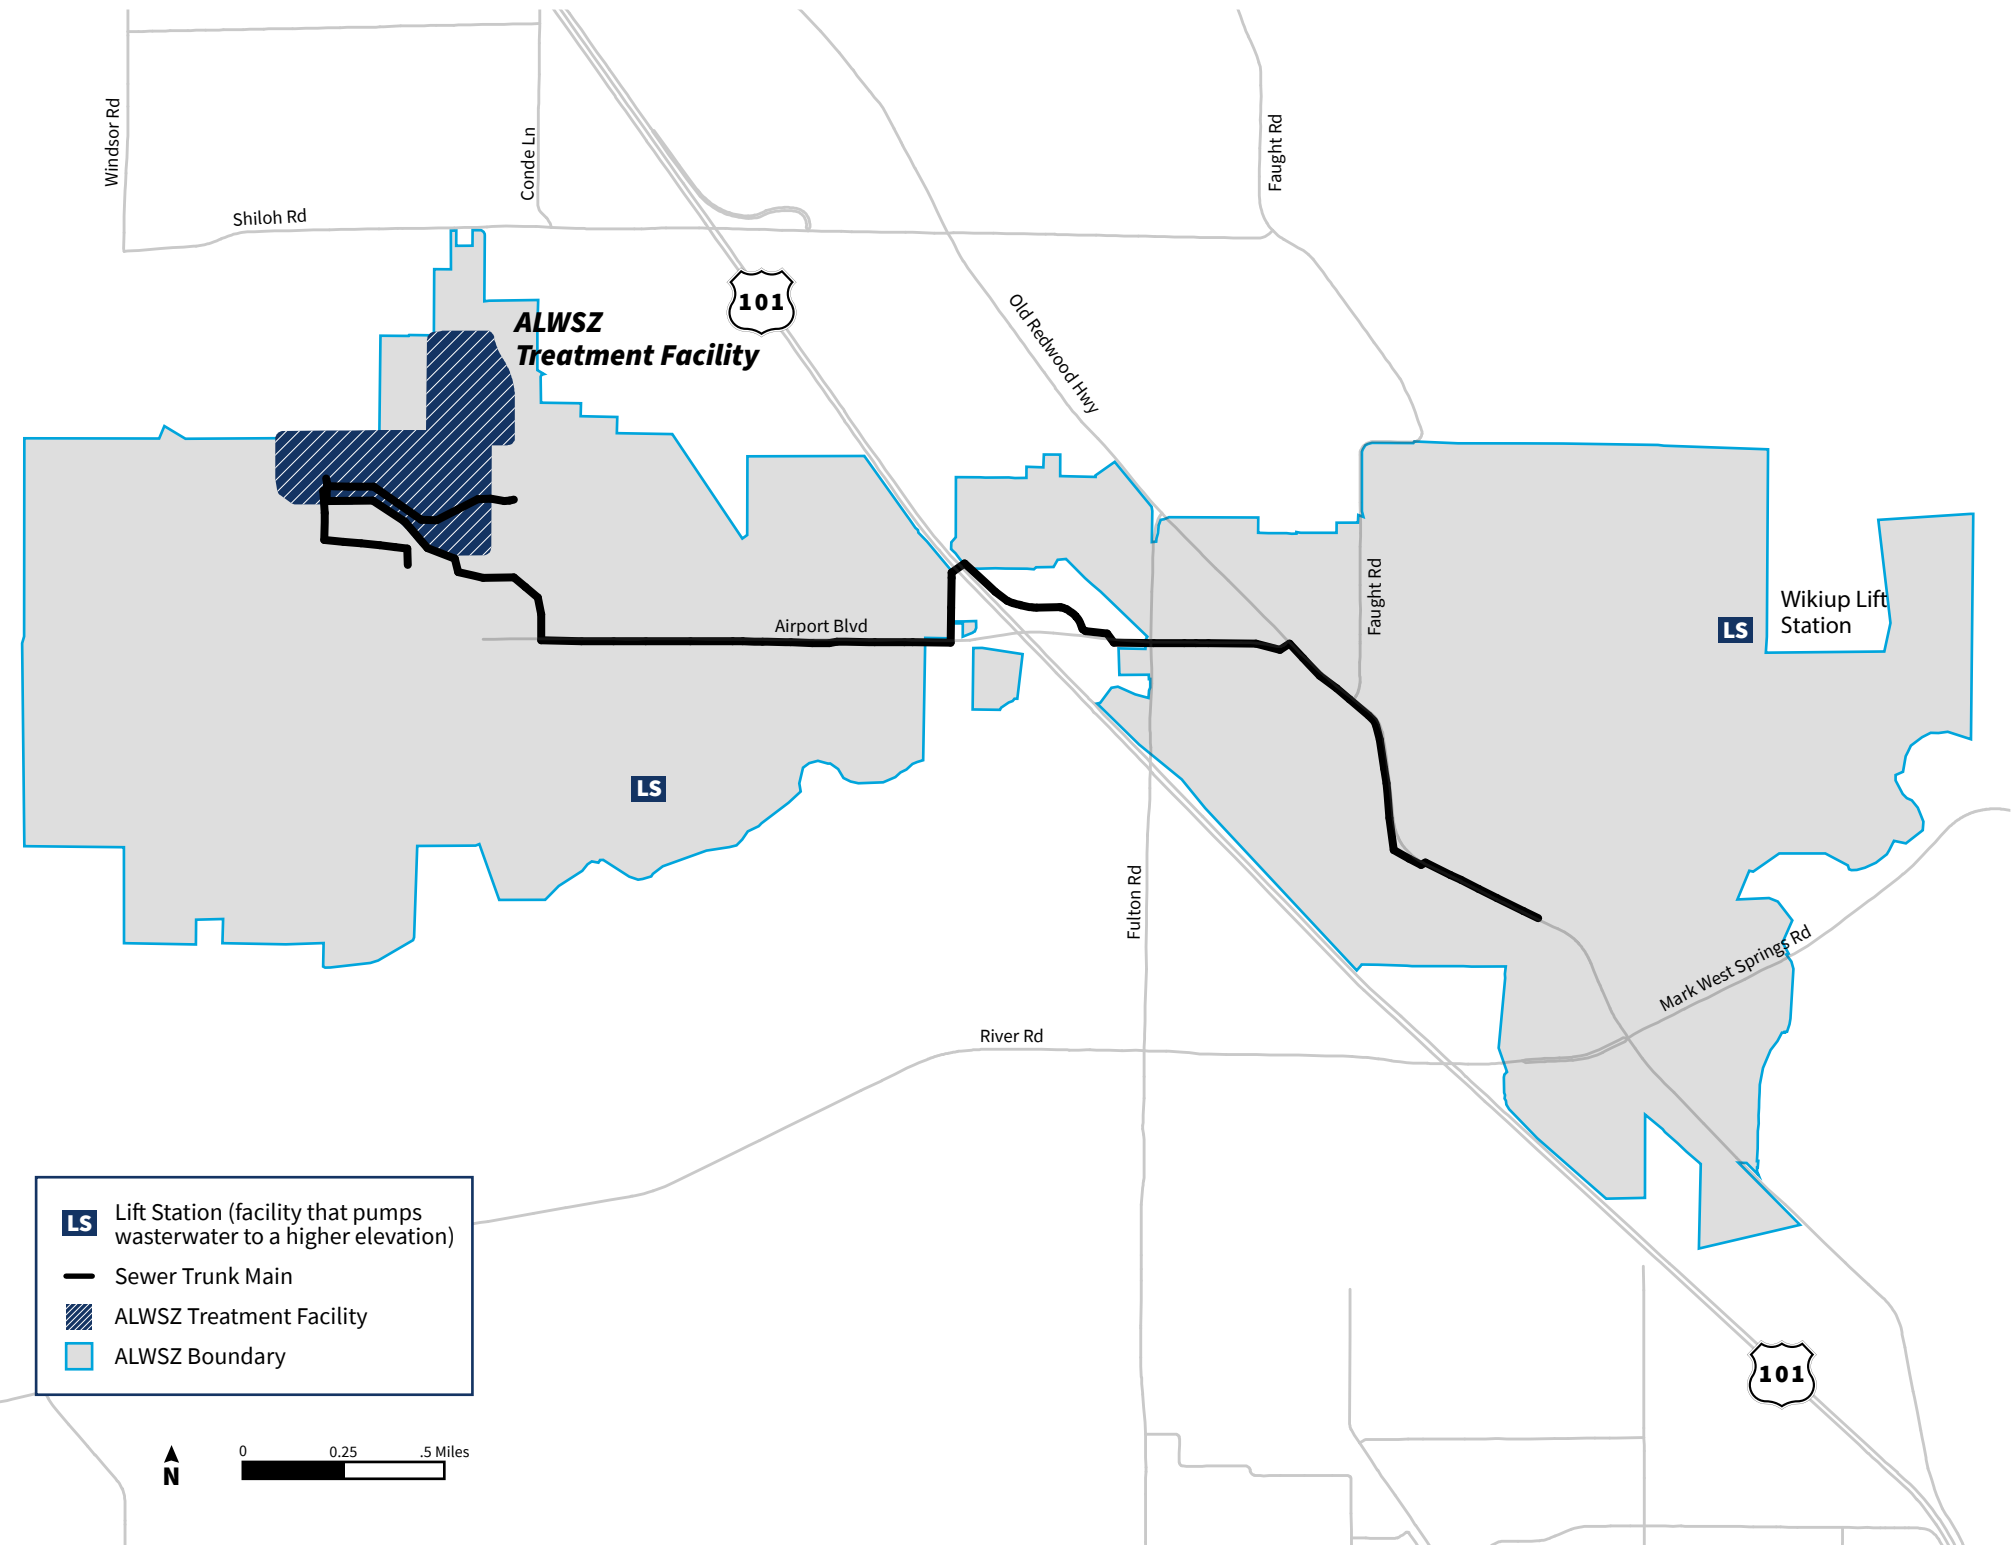 Windsor Rd
Conde Ln
Faught Rd
Shiloh Rd
101
ALWSZ
Treatment Facility
Old Redwood Hwy
Faught Rd
Wikiup Lift
Station
LS
Airport Blvd
LS
Fulton Rd
Mark West Springs Rd
River Rd
LS
Lift Station (facility that pumps
wasterwater to a higher elevation)
Sewer Trunk Main
ALWSZ Treatment Facility
ALWSZ Boundary
101
N
0
0.25
.5 Miles